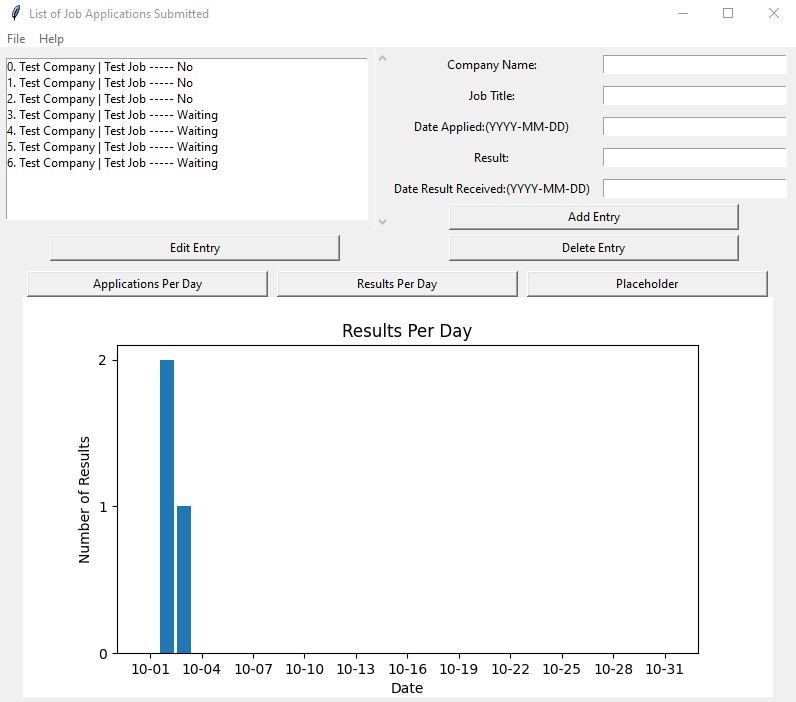 List of Job Applications Submitted
File Help
0. Test Company | Test Job ----- No
1. Test Company | Test Job ----- No
2. Test Company | Test Job ----- No
3. Test Company | Test Job ----- Waiting
4. Test Company | Test Job ----- Waiting
5. Test Company | Test Job ----- Waiting
6. Test Company | Test Job ----- Waiting
Company Name:
Job Title:
Date Applied:(YYYY-MM-DD)
Result:
Date Result Received:(YYYY-MM-DD)
Add Entry
Edit Entry
Delete Entry
Applications Per Day
Results Per Day
Placeholder
Results Per Day
Number of Results
2
1
0
10-01 10-04 10-07 10-10 10-13 10-16 10-19 10-22 10-25 10-28 10-31
Date